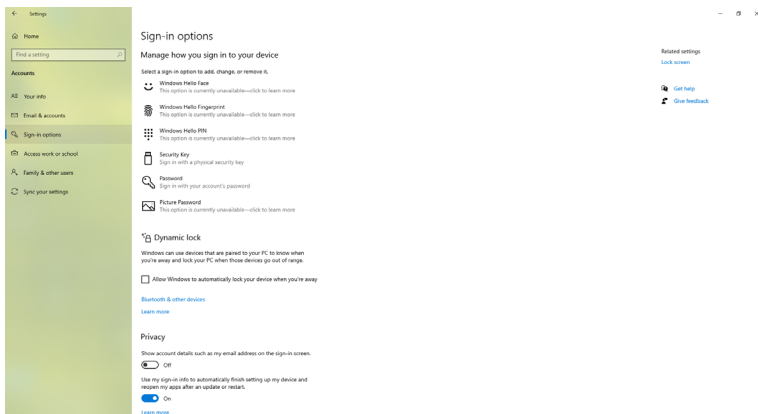 Settings
Home
Find a setting
Accounts
Your info
Email & accounts
Sign-in options
Access work or school
Family & other users
Sync your settings
Sign-in options
Manage how you sign in to your device
Select a sign-in option to add, change, or remove it.
Windows Hello Face
This option is currently unavailable—click to learn more
Windows Hello Fingerprint
This option is currently unavailable—click to learn more
Windows Hello PIN
This option is currently unavailable—click to learn more
Security Key
Sign in with a physical security key
Password
Sign in with your account's password
Picture Password
This option is currently unavailable—click to learn more
Dynamic lock
Windows can use devices that are paired to your PC to know when
you're away and lock your PC when those devices go out of range.
Allow Windows to automatically lock your device when you're away
Bluetooth & other devices
Learn more
Privacy
Show account details such as my email address on the sign-in screen.
Off
Use my sign-in info to automatically finish setting up my device and
reopen my apps after an update or restart.
On
Learn more
Related settings
Lock screen
Get help
Give feedback